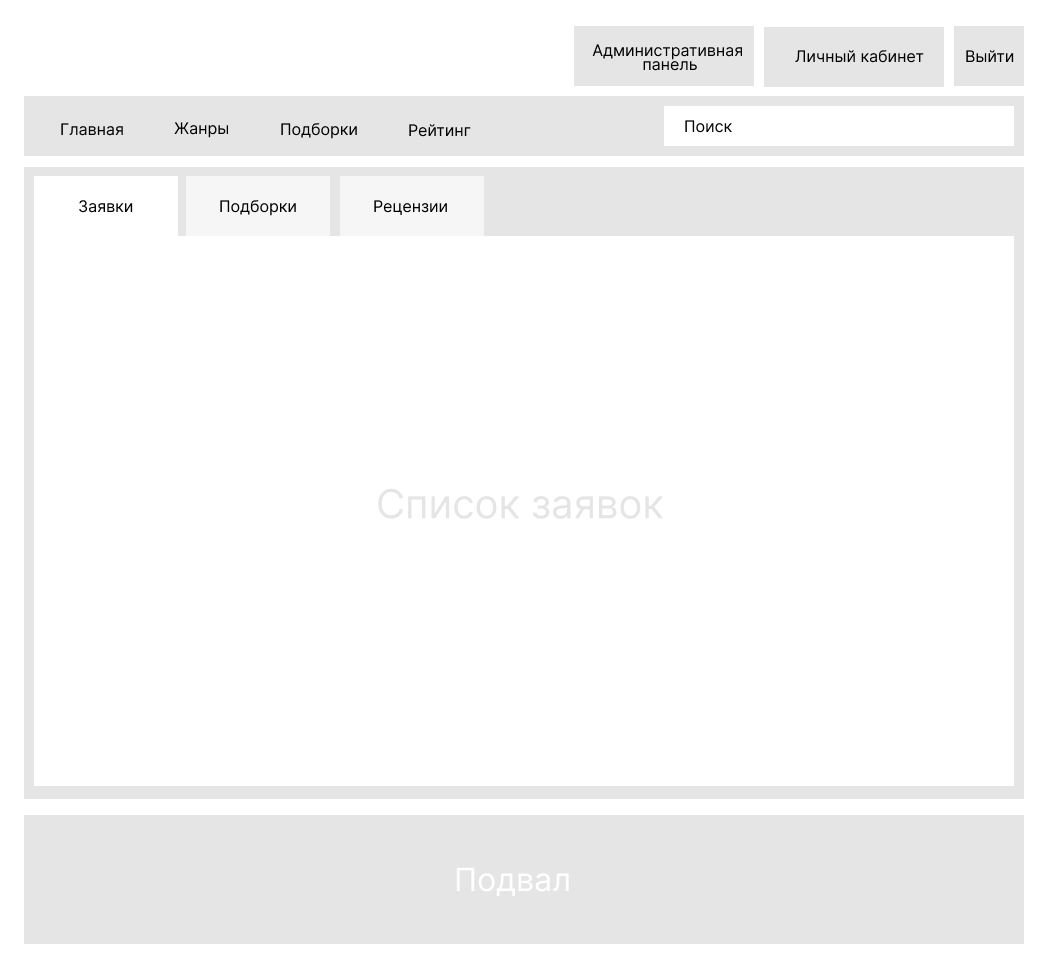 Административная
панель
Личный кабинет
Выйти
Главная
Жанры
Подборки
Рейтинг
Поиск
Заявки
Подборки
Рецензии
Список заявок
Подвал